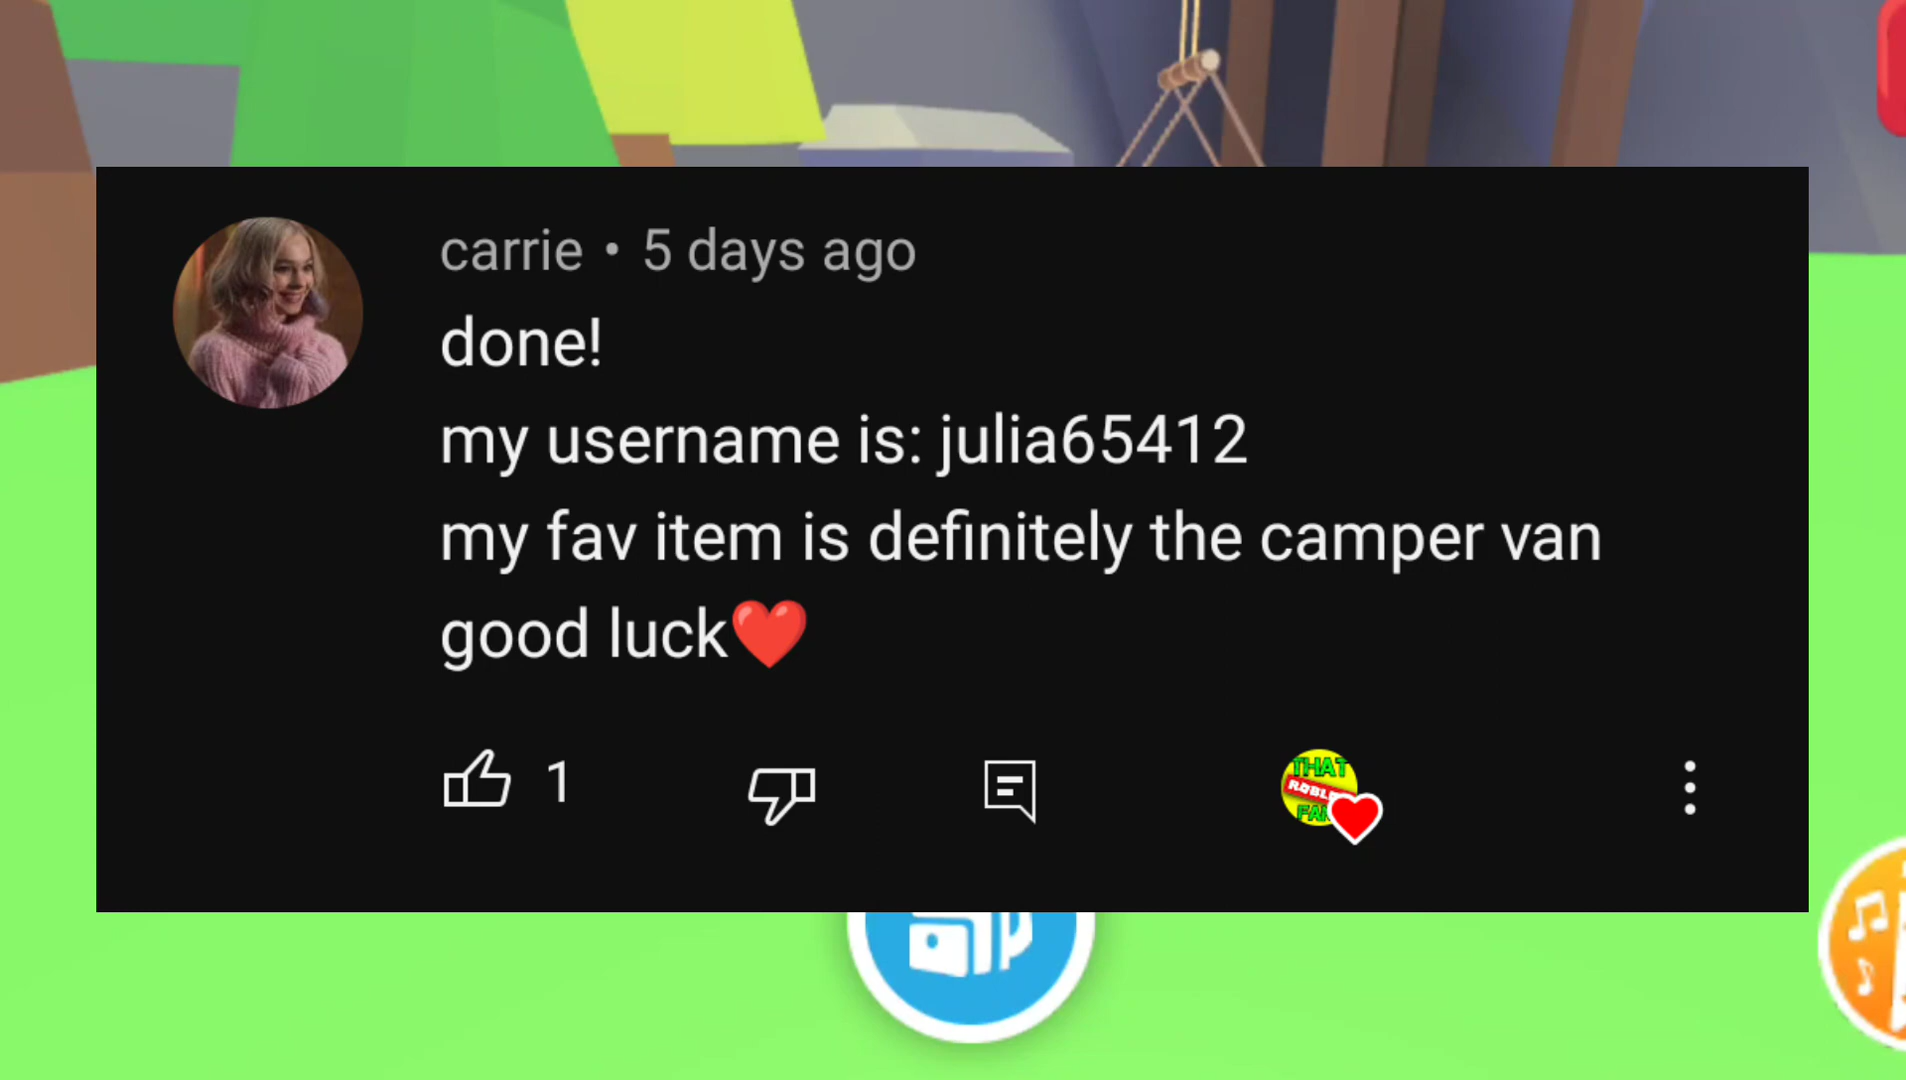 carrie • 5 days ago
done!
my username is: julia65412
my fav item is definitely the camper van
good luck❤️
1
THAT